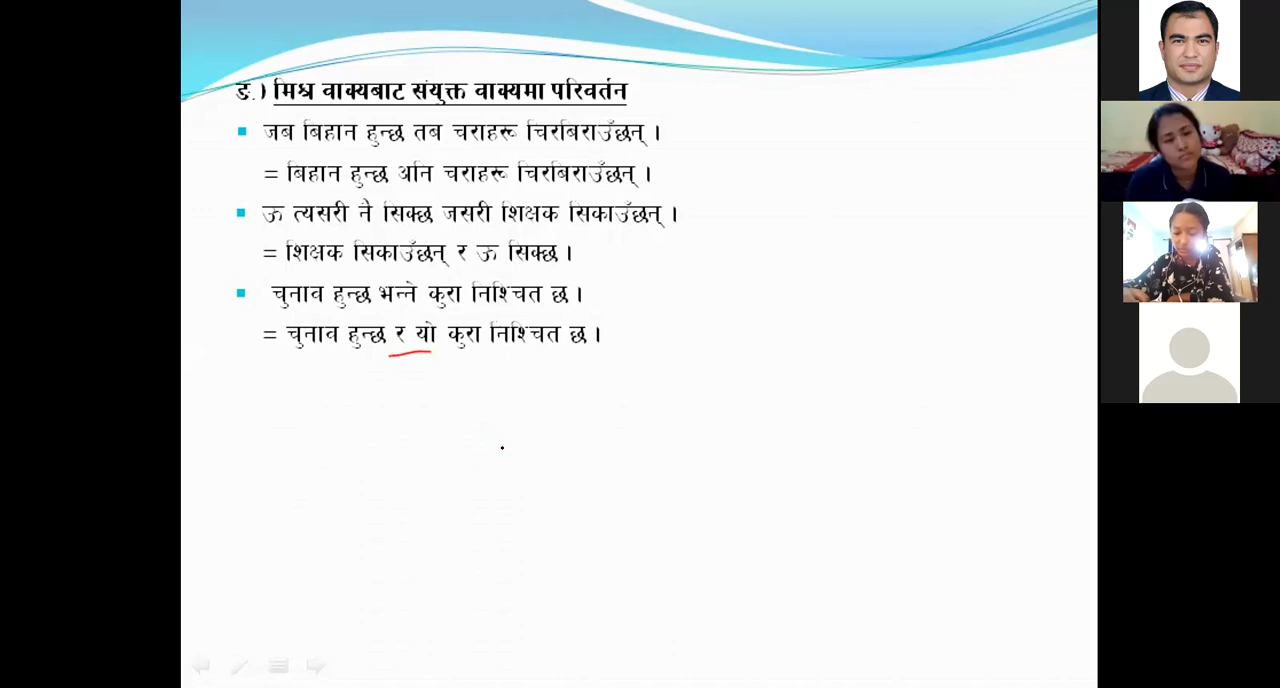 ङ.) मिश्र वाक्यबाट संयुक्त वाक्यमा परिवर्तन
जब बिहान हुन्छ तब चराहरू चिरबिराउँछन् ।
= बिहान हुन्छ अनि चराहरू चिरबिराउँछन् ।
ऊ त्यसरी नै सिक्छ जसरी शिक्षक सिकाउँछन् ।
= शिक्षक सिकाउँछन् र ऊ सिक्छ ।
चुनाव हुन्छ भन्ने कुरा निश्चित छ ।
= चुनाव हुन्छ र यो कुरा निश्चित छ ।